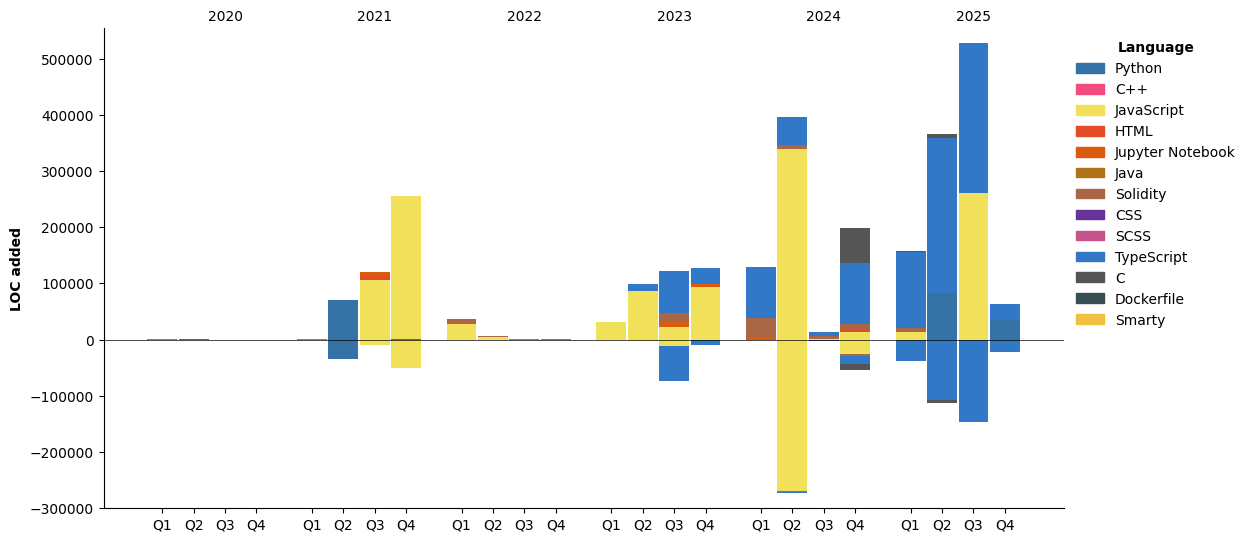 2020 2021 2022 2023 2024 2025
Language
Python
C++
JavaScript
HTML
Jupyter Notebook
Java
Solidity
CSS
SCSS
TypeScript
C
Dockerfile
Smarty
LOC added
500000
400000
300000
200000
100000
0
−100000
−200000
−300000
Q1 Q2 Q3 Q4 Q1 Q2 Q3 Q4 Q1 Q2 Q3 Q4 Q1 Q2 Q3 Q4 Q1 Q2 Q3 Q4 Q1 Q2 Q3 Q4